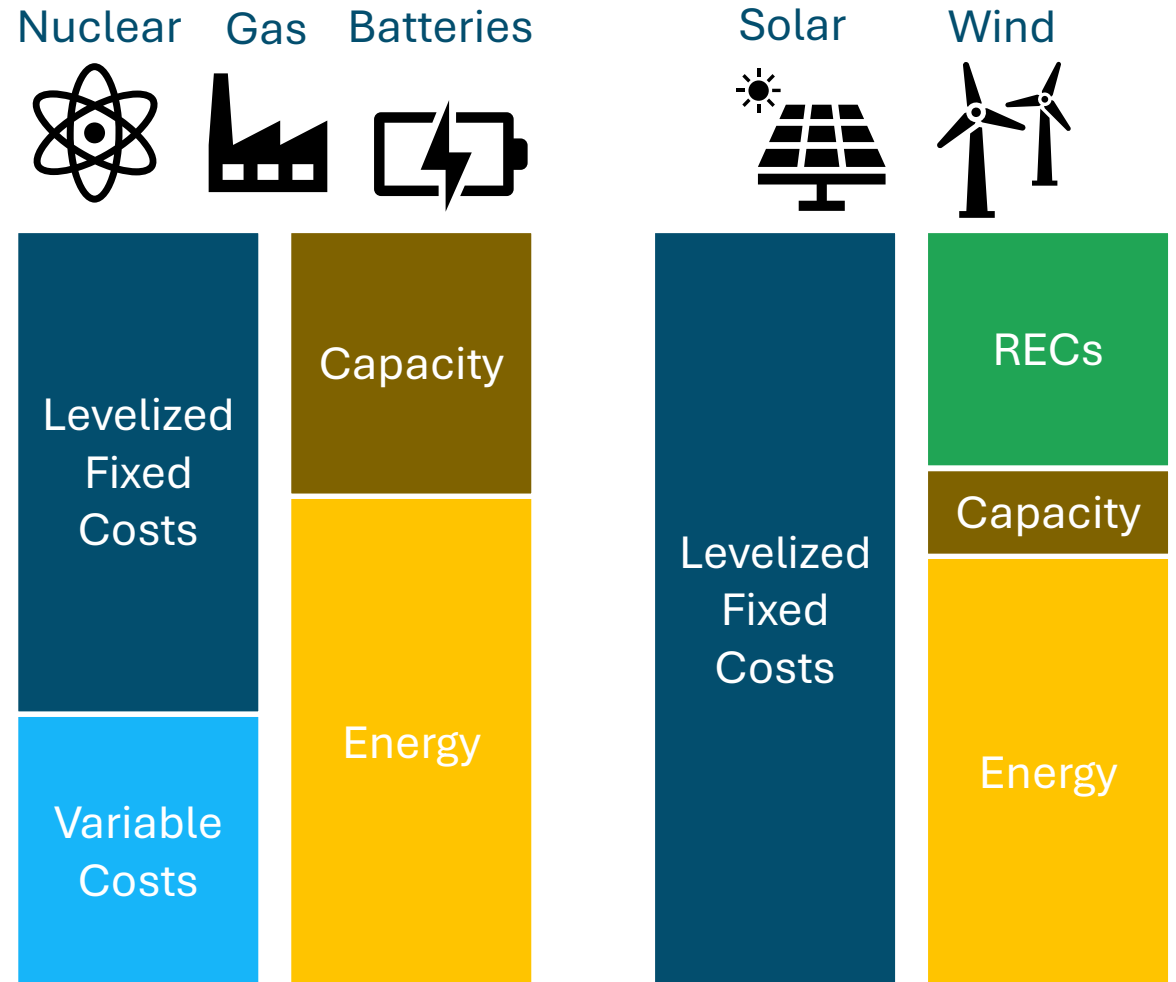 Nuclear Gas Batteries
Solar Wind
Levelized
Fixed
Costs
Variable
Costs
Capacity
Energy
Levelized
Fixed
Costs
RECs
Capacity
Energy